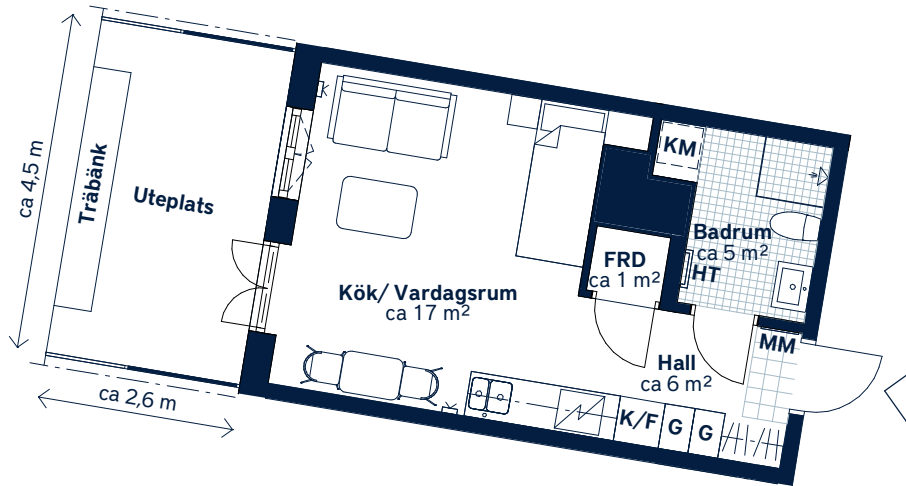 ca 4,5 m
Träbänk
Uteplats
ca 2,6 m
Kök/ Vardagsrum
ca 17 m²
KM
Badrum
ca 5 m²
HT
FRD
ca 1 m²
Hall
ca 6 m²
MM
K/F
G
G